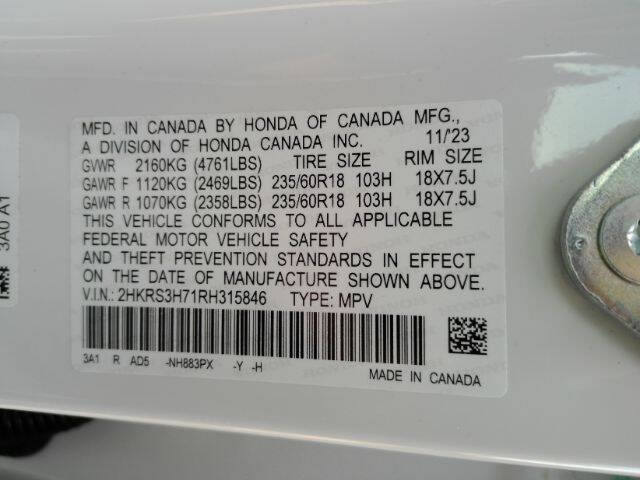 MFD. IN CANADA BY HONDA OF CANADA MFG.,
A DIVISION OF HONDA CANADA INC. 11/23
GVWR 2160KG (4761LBS) TIRE SIZE RIM SIZE
GAWR F 1120KG (2469LBS) 235/60R18 103H 18X7.5J
GAWR R 1070KG (2358LBS) 235/60R18 103H 18X7.5J
THIS VEHICLE CONFORMS TO ALL APPLICABLE
FEDERAL MOTOR VEHICLE SAFETY
AND THEFT PREVENTION STANDARDS IN EFFECT
ON THE DATE OF MANUFACTURE SHOWN ABOVE.
V.I.N.: 2HKRS3H71RH315846 TYPE: MPV
3A1 R AD5 -NH883PX -Y -H
MADE IN CANADA
3A0 A1